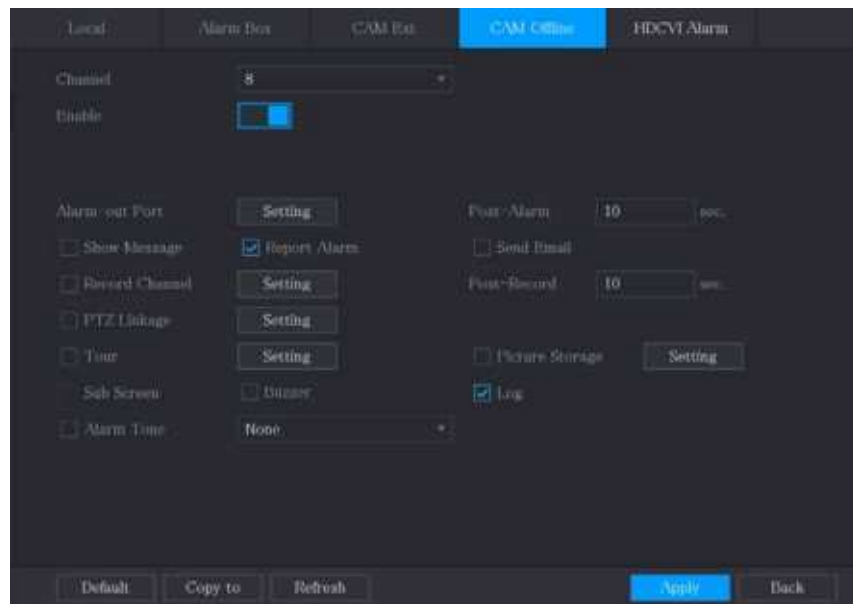 Local Alarm Box CAM Ext CAM Offline HDCVI Alarm
Channel 8
Enable
Alarm-out Port Setting Post-Alarm 10 sec.
Show Message Report Alarm Send Email
Record Channel Setting Post-Record 10 sec.
PTZ Linkage Setting
Tour Setting Picture Storage Setting
Sub Screen Buzzer Log
Alarm Tone None
Default Copy to Refresh Apply Back